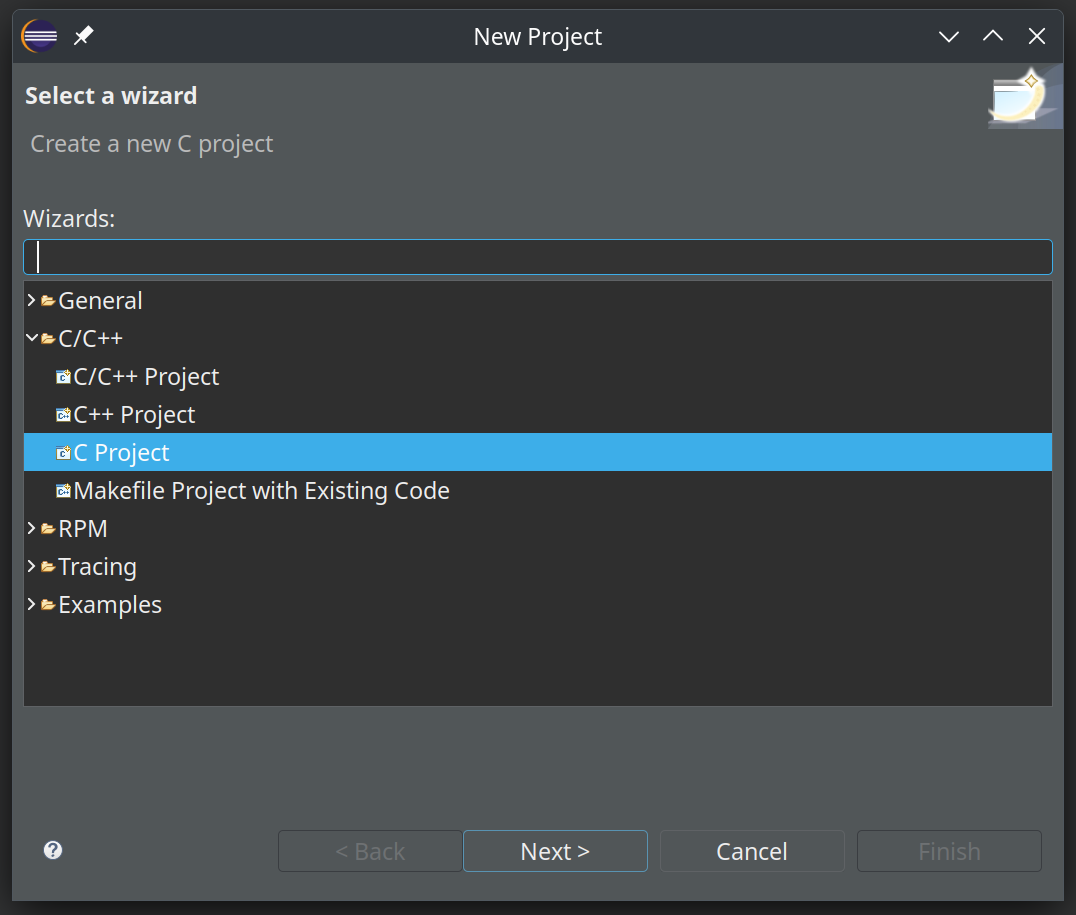 New Project
Select a wizard
Create a new C project
Wizards:
General
C/C++
C/C++ Project
C++ Project
C Project
Makefile Project with Existing Code
RPM
Tracing
Examples
< Back Next > Cancel Finish